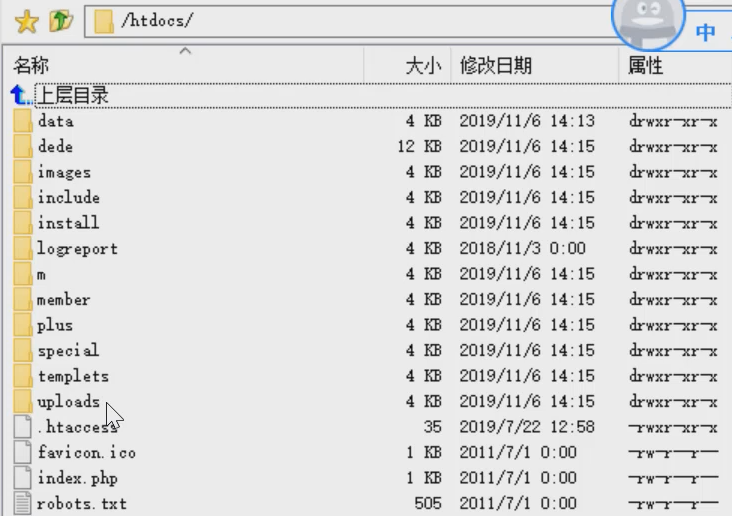 /htdocs/
中
名称 大小 修改日期 属性
上层目录
data 4 KB 2019/11/6 14:13 drwxr-xr-x
dede 12 KB 2019/11/6 14:15 drwxr-xr-x
images 4 KB 2019/11/6 14:15 drwxr-xr-x
include 4 KB 2019/11/6 14:15 drwxr-xr-x
install 4 KB 2019/11/6 14:15 drwxr-xr-x
logreport 4 KB 2018/11/3 0:00 drwxr-xr-x
m 4 KB 2019/11/6 14:15 drwxr-xr-x
member 4 KB 2019/11/6 14:15 drwxr-xr-x
plus 4 KB 2019/11/6 14:15 drwxr-xr-x
special 4 KB 2019/11/6 14:15 drwxr-xr-x
templets 4 KB 2019/11/6 14:15 drwxr-xr-x
uploads 4 KB 2019/11/6 14:15 drwxr-xr-x
.htaccess 35 2019/7/22 12:58 -rwxr-xr-x
favicon.ico 1 KB 2011/7/1 0:00 -rw-r--r--
index.php 1 KB 2011/7/1 0:00 -rw-r--r--
robots.txt 505 2011/7/1 0:00 -rw-r--r--